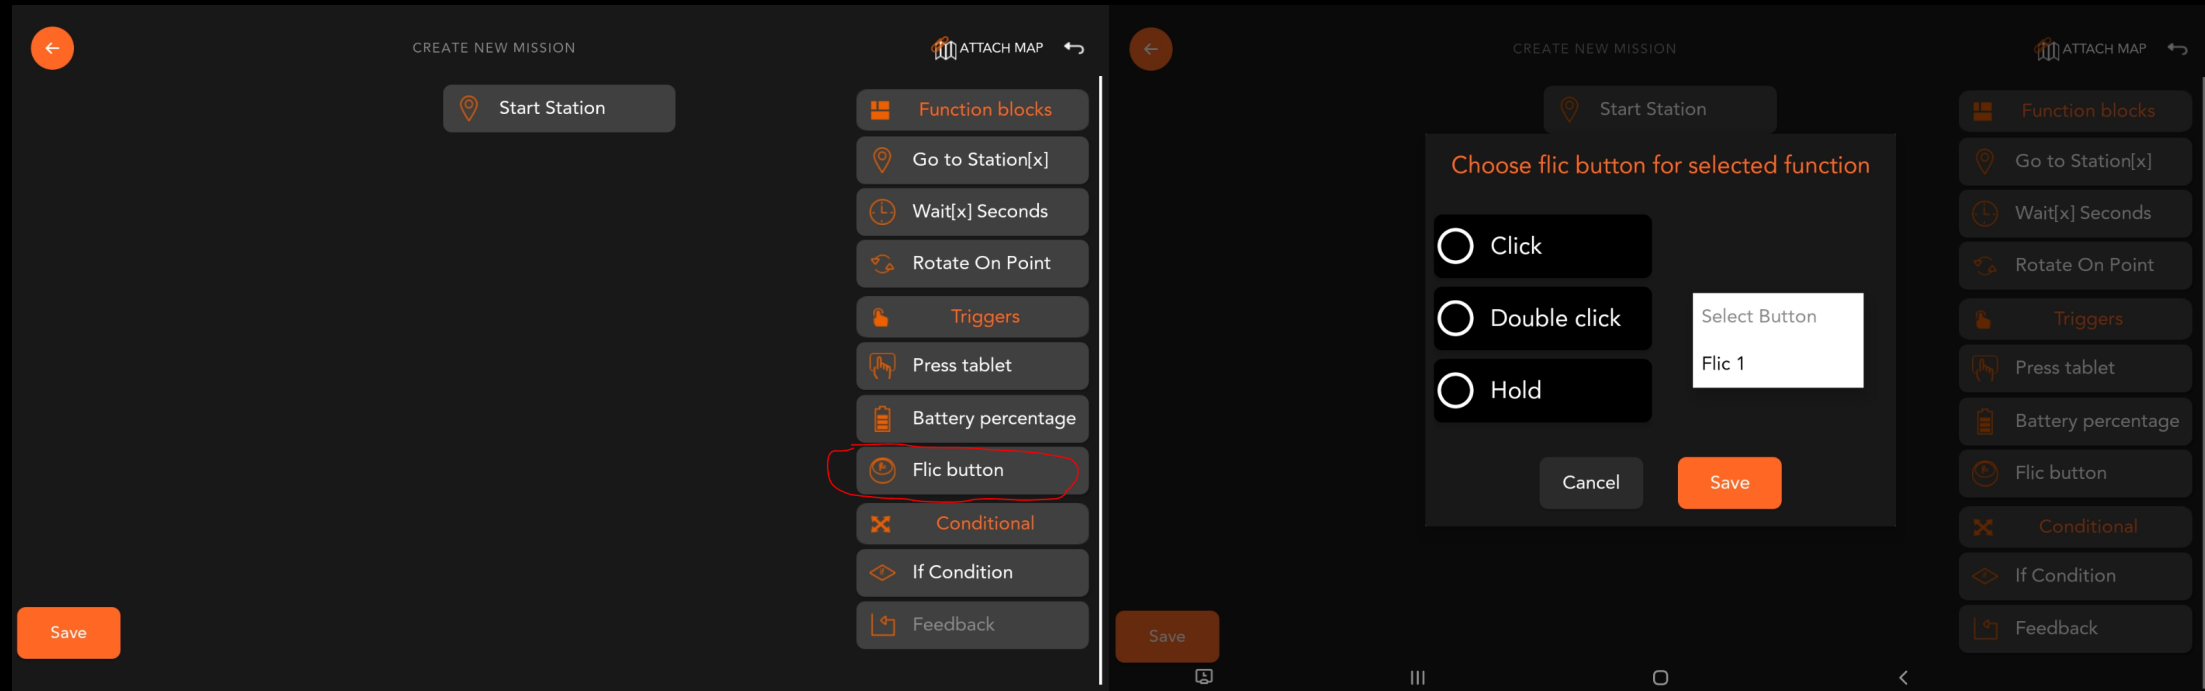 CREATE NEW MISSION
ATTACH MAP
Start Station
Function blocks
Go to Station[x]
Wait[x] Seconds
Rotate On Point
Triggers
Press tablet
Battery percentage
Flic button
Conditional
If Condition
Feedback
Save
CREATE NEW MISSION
ATTACH MAP
Start Station
Choose flic button for selected function
Click
Double click
Hold
Select Button
Flic 1
Cancel
Save
Function blocks
Go to Station[x]
Wait[x] Seconds
Rotate On Point
Triggers
Press tablet
Battery percentage
Flic button
Conditional
If Condition
Feedback
Save